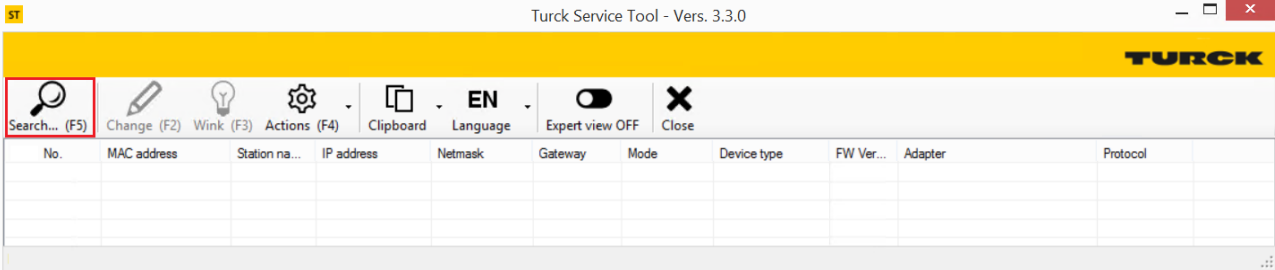 ST
Turck Service Tool - Vers. 3.3.0
TURCK
Search... (F5) Change (F2) Wink (F3) Actions (F4) Clipboard EN Language Expert view OFF Close
No. MAC address Station na... IP address Netmask Gateway Mode Device type FW Ver... Adapter Protocol